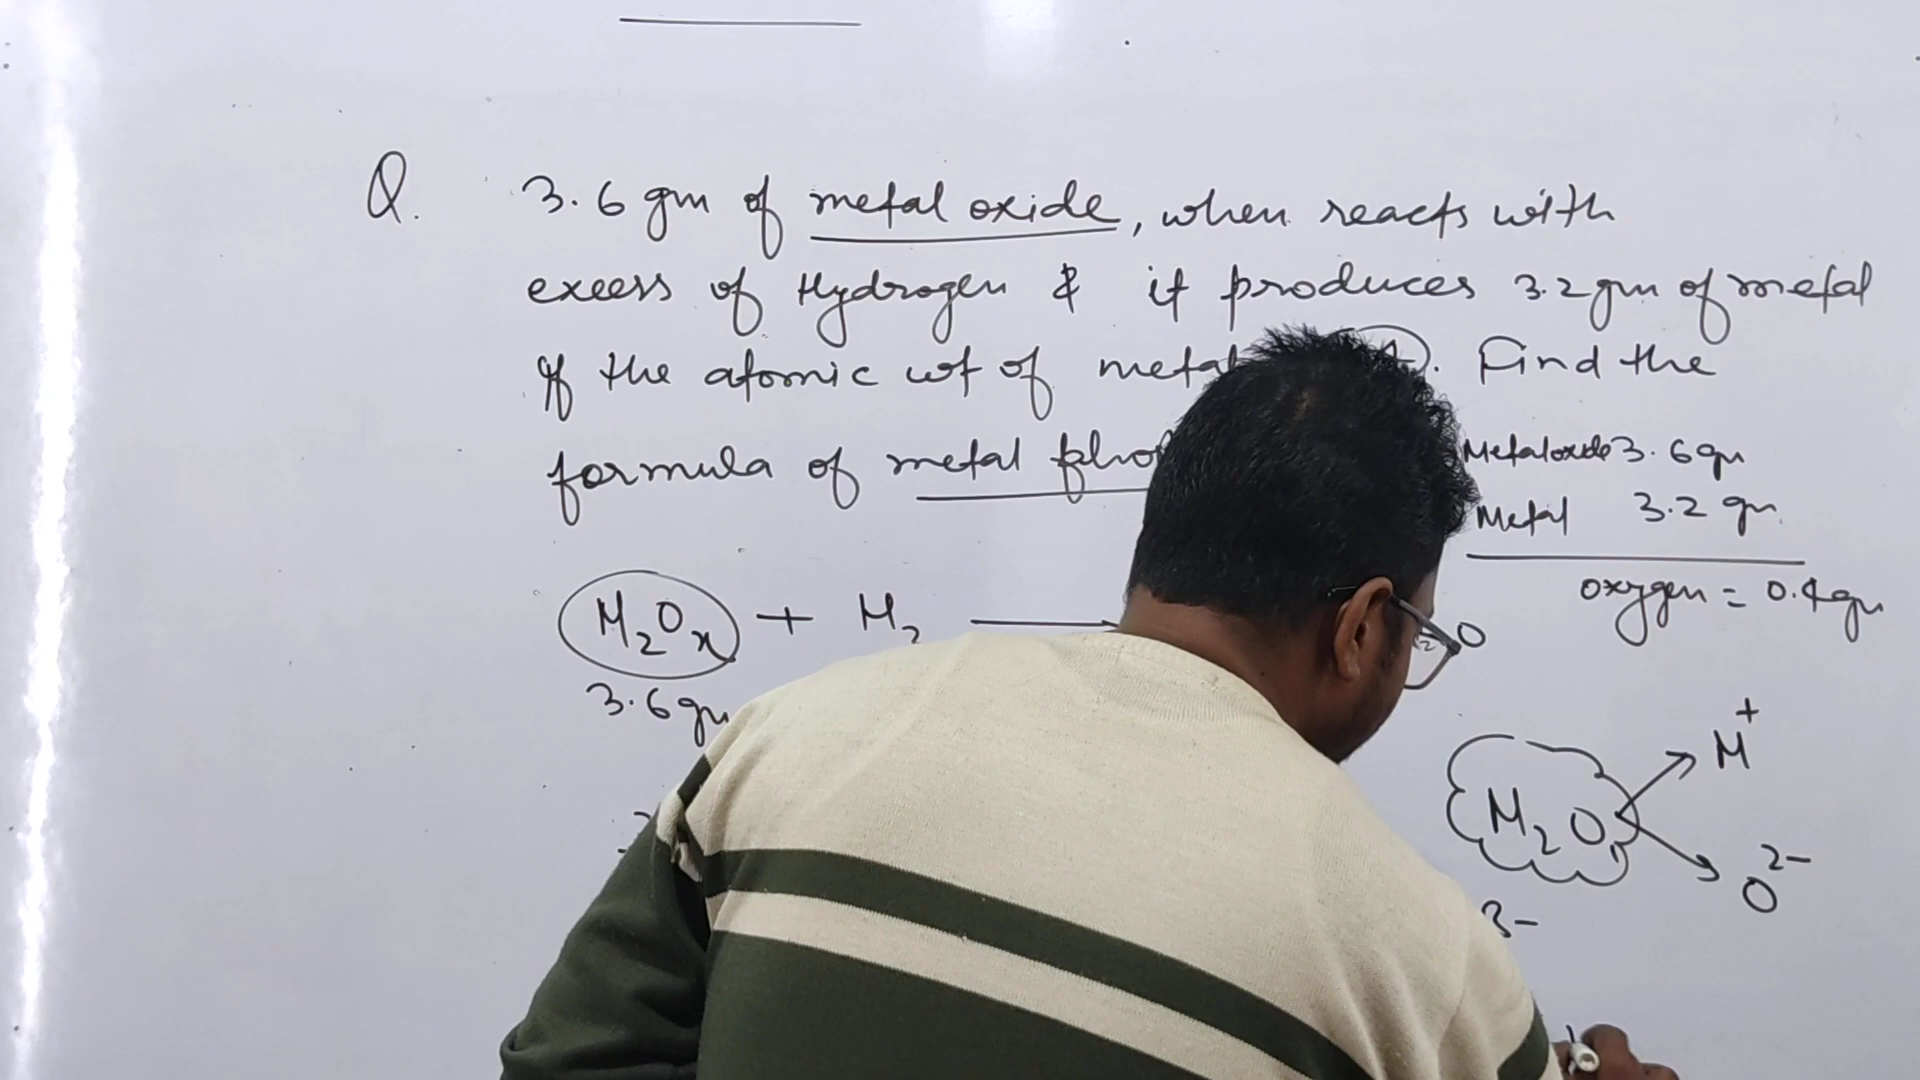 Q. 3.6 gm of metal oxide, when reacts with
exess of Hydrogen & it produces 3.2 gm of metal
If the atomic wt of metal . Find the
formula of metal
Metaloxide 3.6 gm
Metal 3.2 gm
oxygen = 0.4 gm
M2Ox + H2 ⟶ O
3.6 gm
M2O
M+
O2-
3-